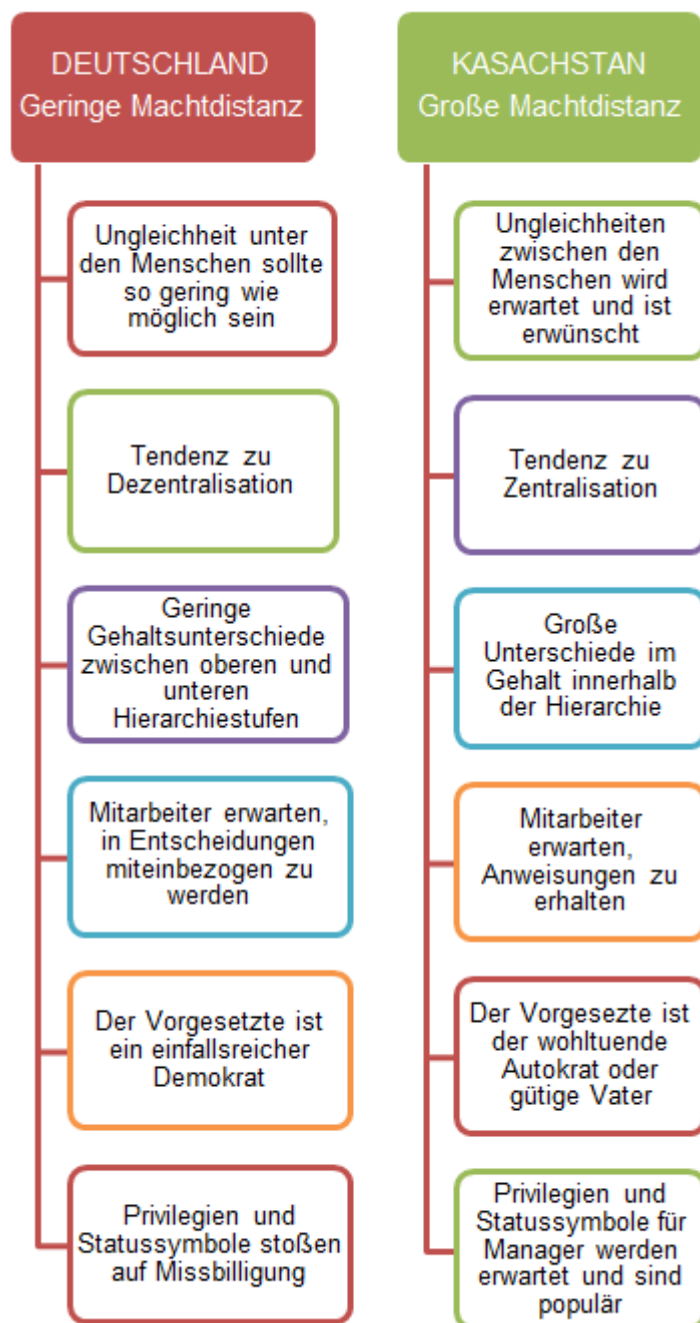 DEUTSCHLAND
Geringe Machtdistanz
Ungleichheit unter
den Menschen sollte
so gering wie
möglich sein
Tendenz zu
Dezentralisation
Geringe
Gehaltsunterschiede
zwischen oberen und
unteren
Hierarchiestufen
Mitarbeiter erwarten,
in Entscheidungen
miteinbezogen zu
werden
Der Vorgesetzte ist
ein einfallsreicher
Demokrat
Privilegien und
Statussymbole stoßen
auf Missbilligung
KASACHSTAN
Große Machtdistanz
Ungleichheiten
zwischen den
Menschen wird
erwartet und ist
erwünscht
Tendenz zu
Zentralisation
Große
Unterschiede im
Gehalt innerhalb
der Hierarchie
Mitarbeiter
erwarten,
Anweisungen zu
erhalten
Der Vorgesezte ist
der wohltuende
Autokrat oder
gütige Vater
Privilegien und
Statussymbole für
Manager werden
erwartet und sind
populär